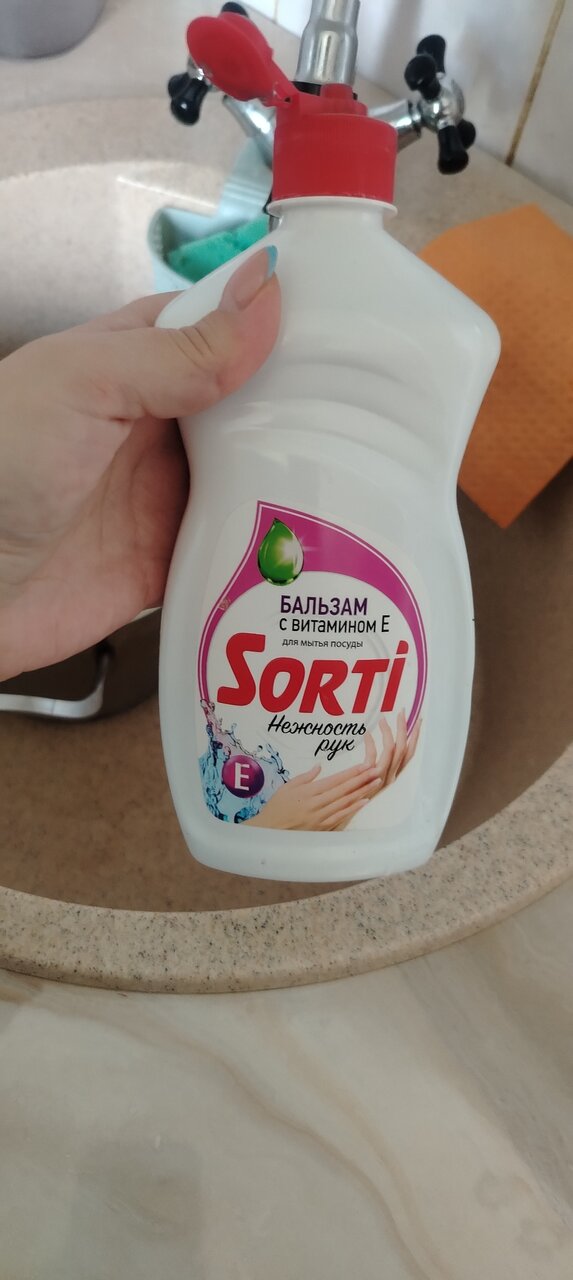 БАЛЬЗАМ
с витамином Е
для мытья посуды
SORTi
Нежность
рук
E